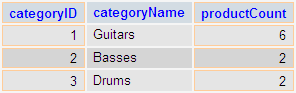 categoryID categoryName productCount
1 Guitars 6
2 Basses 2
3 Drums 2